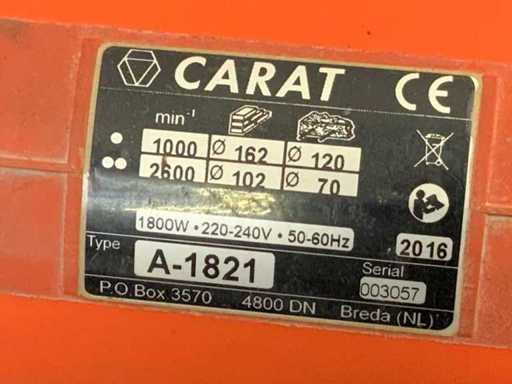 CARAT CE
min⁻¹
1000 Ø 162 Ø 120
2600 Ø 102 Ø 70
1800W • 220-240V • 50-60Hz 2016
Type A-1821 Serial
003057
P.O.Box 3570 4800 DN Breda (NL)